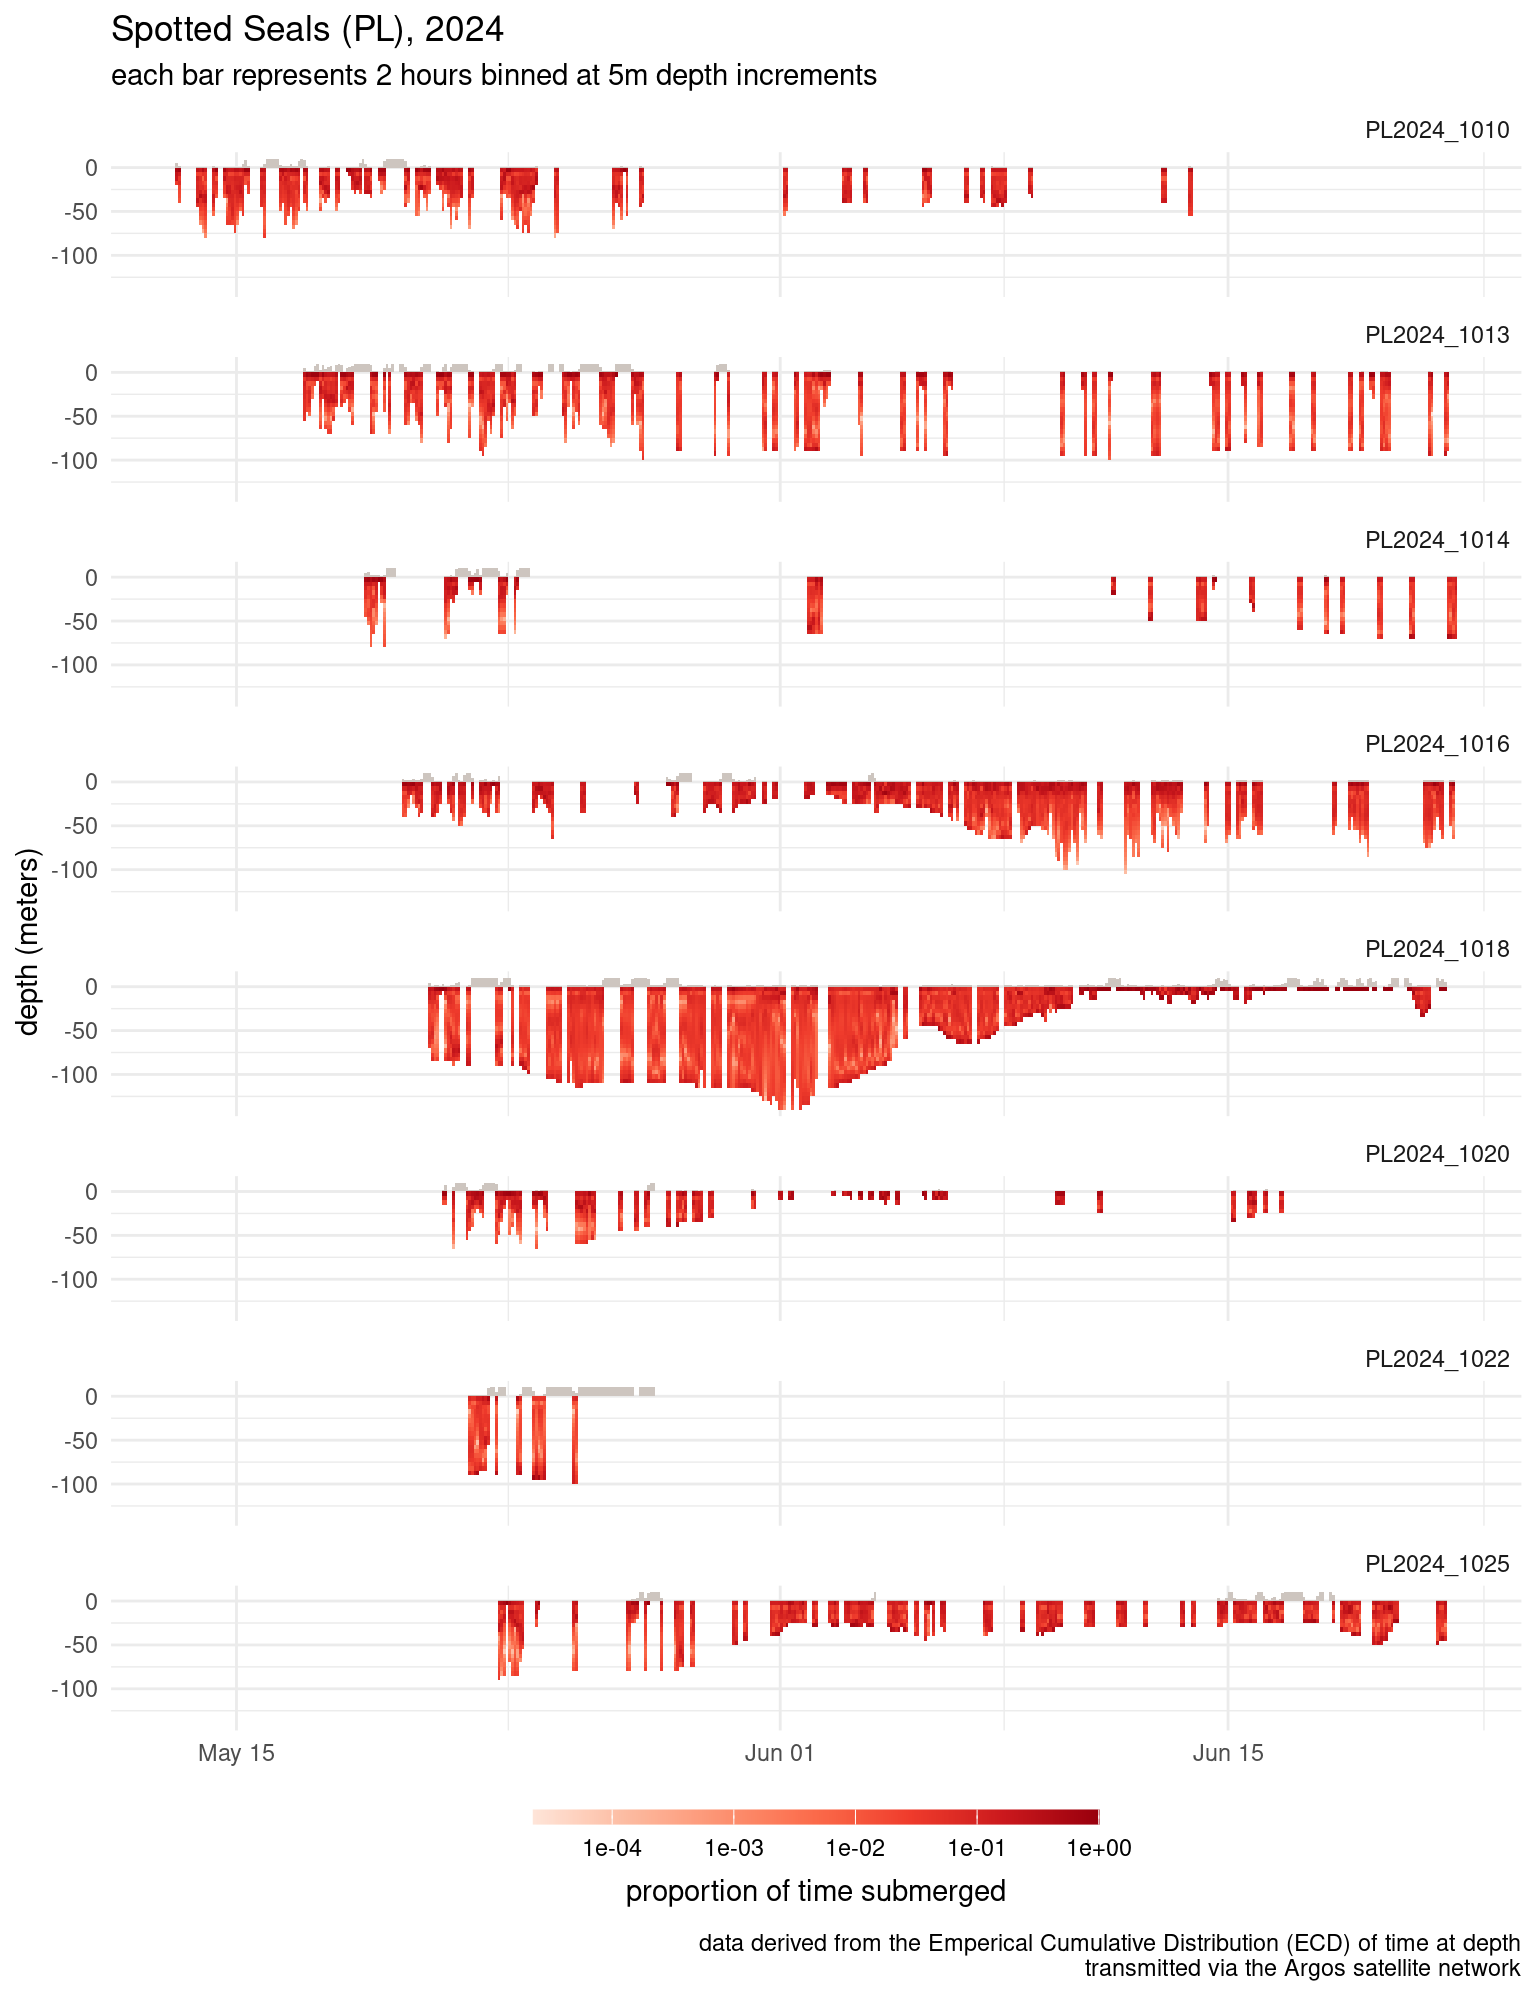 Spotted Seals (PL), 2024
each bar represents 2 hours binned at 5m depth increments
PL2024_1010
0
-50
-100
PL2024_1013
0
-50
-100
PL2024_1014
0
-50
-100
PL2024_1016
0
-50
-100
depth (meters)
PL2024_1018
0
-50
-100
PL2024_1020
0
-50
-100
PL2024_1022
0
-50
-100
PL2024_1025
0
-50
-100
May 15 Jun 01 Jun 15
1e-04 1e-03 1e-02 1e-01 1e+00
proportion of time submerged
data derived from the Emperical Cumulative Distribution (ECD) of time at depth
transmitted via the Argos satellite network